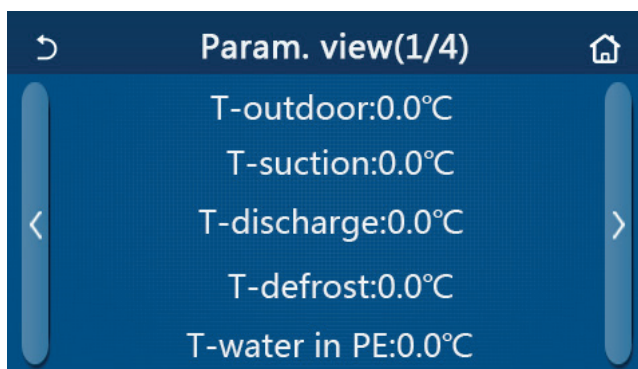 Param. view(1/4)
T-outdoor:0.0℃
T-suction:0.0℃
T-discharge:0.0℃
T-defrost:0.0℃
T-water in PE:0.0℃